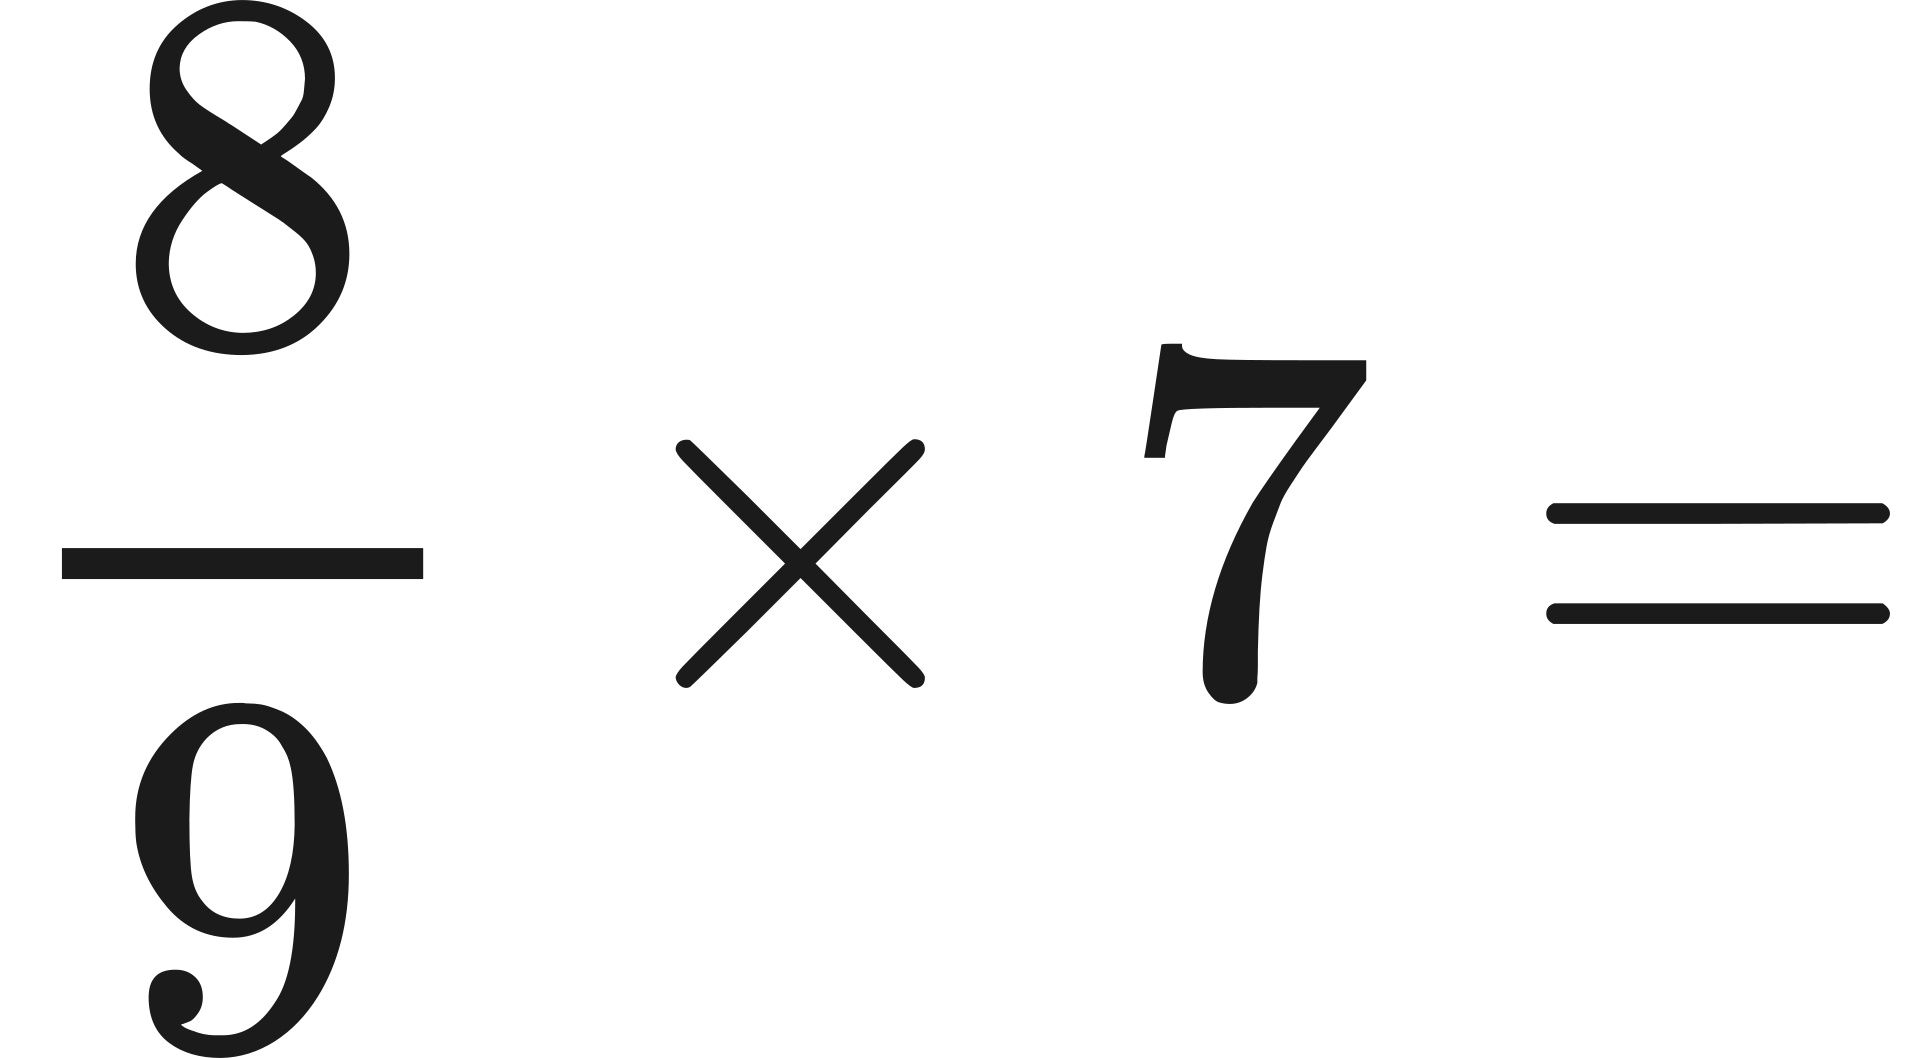 8/9 × 7 =